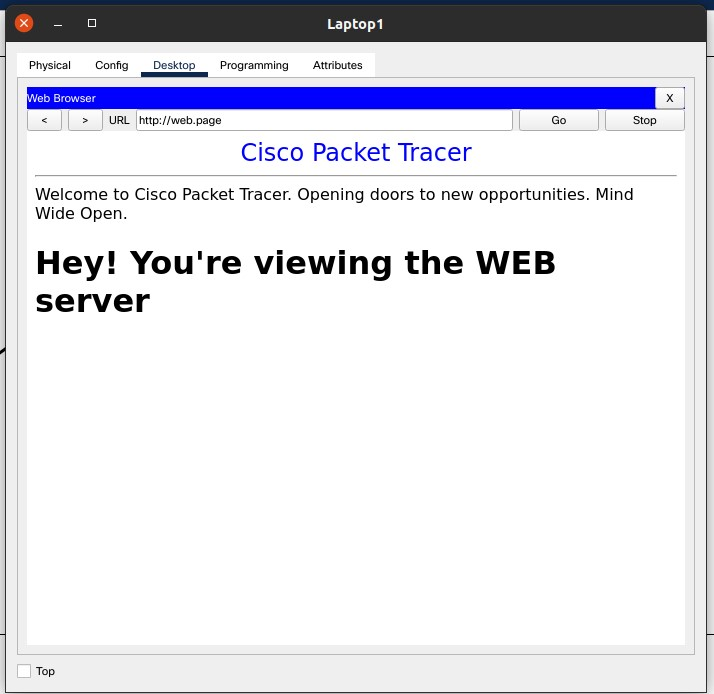 Laptop1
Physical Config Desktop Programming Attributes
Web Browser X
< > URL http://web.page Go Stop
Cisco Packet Tracer
Welcome to Cisco Packet Tracer. Opening doors to new opportunities. Mind
Wide Open.
Hey! You're viewing the WEB
server
Top